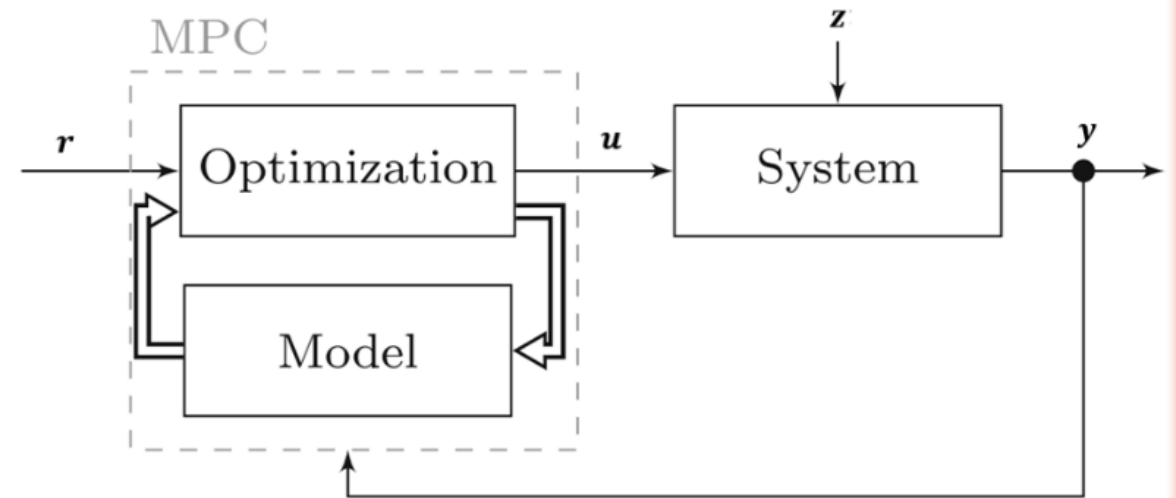 MPC
z
r
Optimization
u
System
y
Model